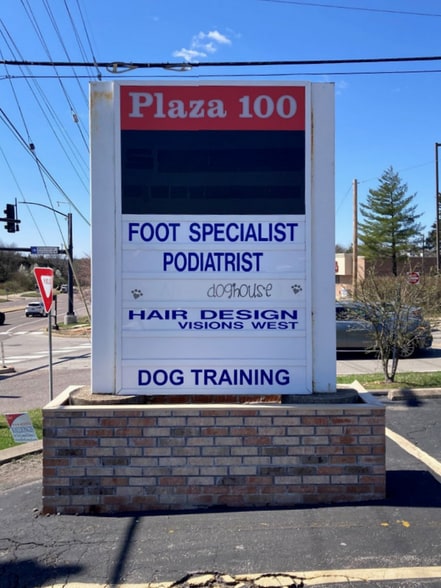 Plaza 100
FOOT SPECIALIST
PODIATRIST
doghouse
HAIR DESIGN
VISIONS WEST
DOG TRAINING